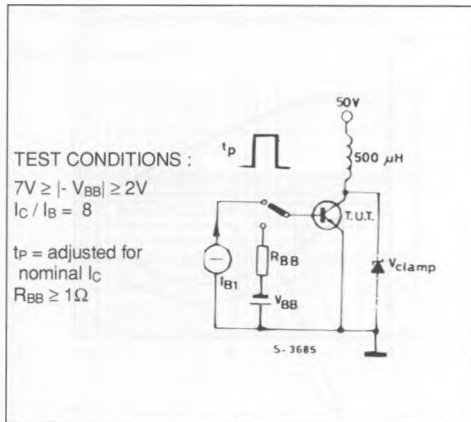 TEST CONDITIONS :
7V ≥ |- VBB| ≥ 2V
IC / IB = 8
tP = adjusted for
nominal IC
RBB ≥ 1Ω
tp
50V
500 μH
T.U.T.
RBB
IB1
VBB
Vclamp
S-3685